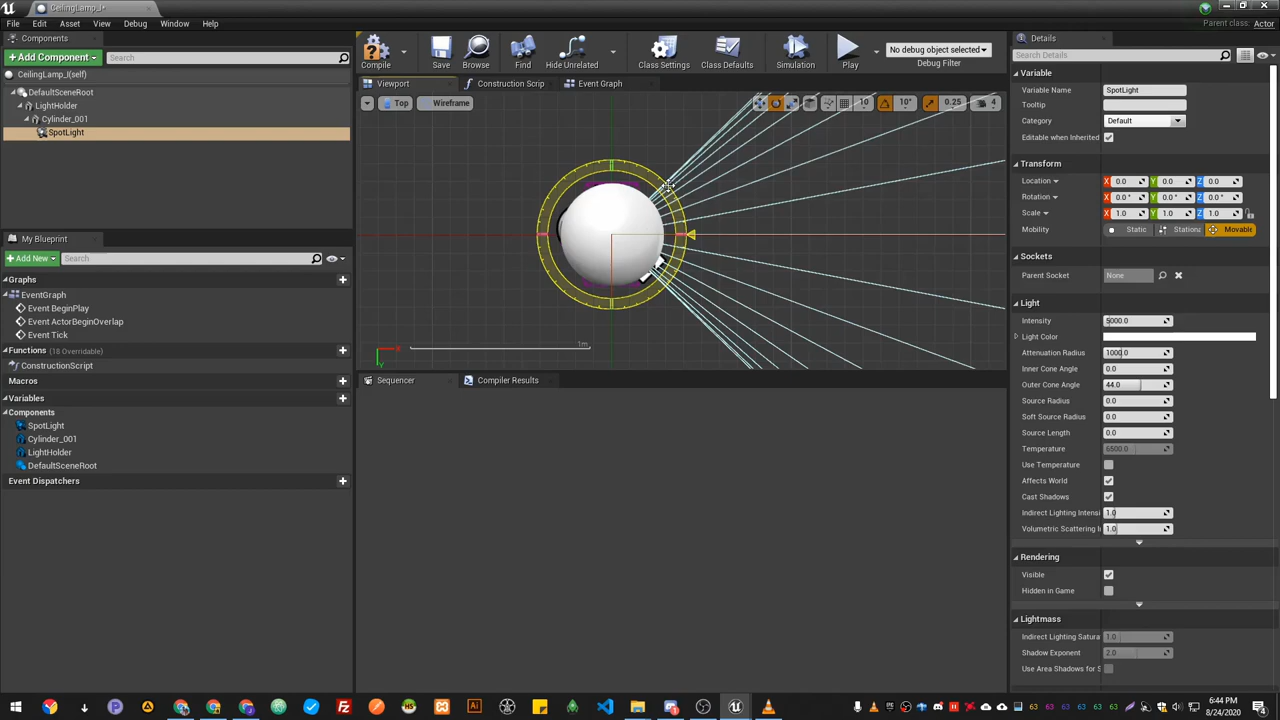 CeilingLamp_I*
File Edit Asset View Debug Window Help
Parent class: Actor
Components
Add Component
Search
CeilingLamp_I(self)
DefaultSceneRoot
LightHolder
Cylinder_001
SpotLight
My Blueprint
Add New
Search
Graphs
EventGraph
Event BeginPlay
Event ActorBeginOverlap
Event Tick
Functions (18 Overridable)
ConstructionScript
Macros
Variables
Components
SpotLight
Cylinder_001
LightHolder
DefaultSceneRoot
Event Dispatchers
Compile
Save
Browse
Find
Hide Unrelated
Class Settings
Class Defaults
Simulation
Play
No debug object selected
Debug Filter
Viewport
Construction Scrip
Event Graph
Top
Wireframe
10
10°
0.25
4
1m
X
Y
Sequencer
Compiler Results
Details
Search Details
Variable
Variable Name SpotLight
Tooltip
Category Default
Editable when Inherited
Transform
Location X 0.0 Y 0.0 Z 0.0
Rotation X 0.0 ° Y 0.0 ° Z 0.0 °
Scale X 1.0 Y 1.0 Z 1.0
Mobility Static Stationa Movable
Sockets
Parent Socket None
Light
Intensity 5000.0
Light Color
Attenuation Radius 1000.0
Inner Cone Angle 0.0
Outer Cone Angle 44.0
Source Radius 0.0
Soft Source Radius 0.0
Source Length 0.0
Temperature 6500.0
Use Temperature
Affects World
Cast Shadows
Indirect Lighting Intensi 1.0
Volumetric Scattering I 1.0
Rendering
Visible
Hidden in Game
Lightmass
Indirect Lighting Satura 1.0
Shadow Exponent 2.0
Use Area Shadows for S
63 63 63 63
6:44 PM
8/24/2020